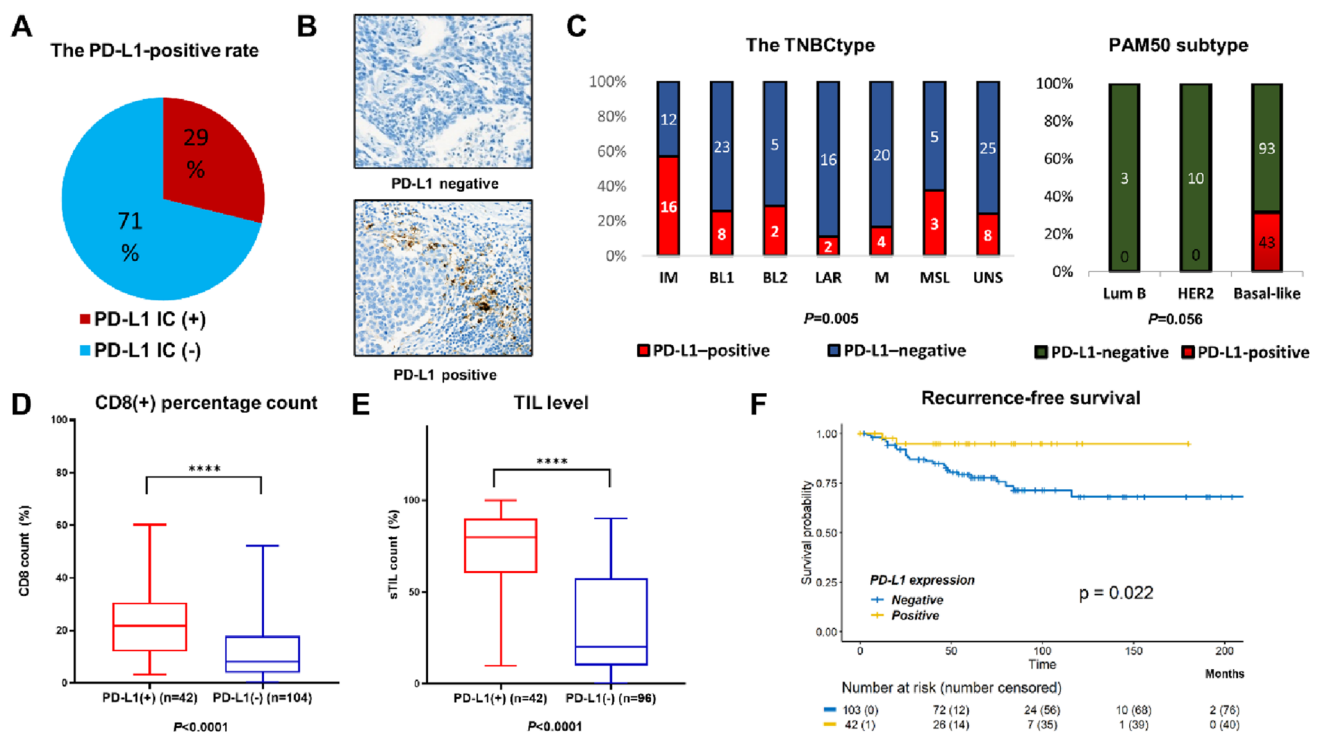 A
The PD-L1-positive rate
29
%
71
%
PD-L1 IC (+)
PD-L1 IC (-)
B
PD-L1 negative
PD-L1 positive
C
The TNBCtype
100%
80%
60%
40%
20%
0%
12 23 5 16 20 5 25
16 8 2 2 4 3 8
IM BL1 BL2 LAR M MSL UNS
P=0.005
PD-L1–positive PD-L1–negative
PAM50 subtype
100%
80%
60%
40%
20%
0%
3 10 93
0 0 43
Lum B HER2 Basal-like
P=0.056
PD-L1-negative PD-L1-positive
D
CD8(+) percentage count
CD8 count (%)
100
80
60
40
20
0
****
PD-L1(+) (n=42) PD-L1(-) (n=104)
P<0.0001
E
TIL level
sTIL count (%)
100
50
0
****
PD-L1(+) (n=42) PD-L1(-) (n=96)
P<0.0001
F
Recurrence-free survival
Survival probability
1.00
0.75
0.50
0.25
0.00
PD-L1 expression
Negative
Positive
p = 0.022
0 50 100 150 200
Time
Months
Number at risk (number censored)
103 (0) 72 (12) 24 (56) 10 (68) 2 (76)
42 (1) 26 (14) 7 (35) 1 (39) 0 (40)